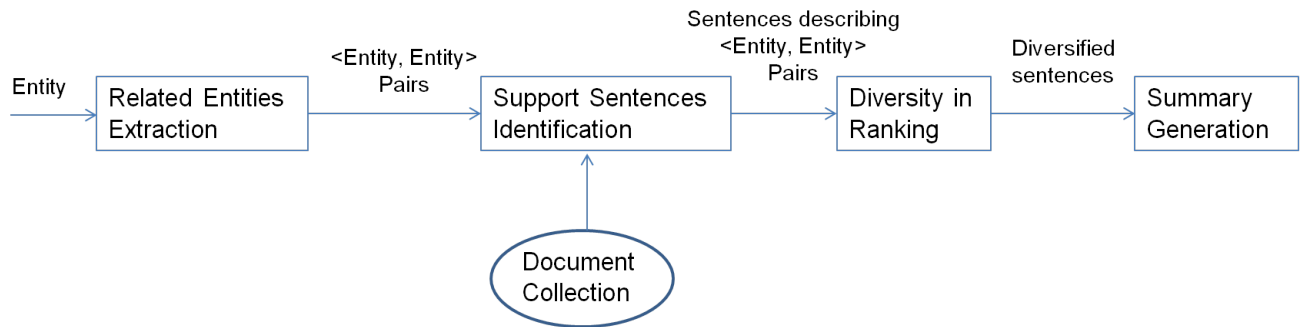 Entity
Related Entities
Extraction
<Entity, Entity>
Pairs
Support Sentences
Identification
Sentences describing
<Entity, Entity>
Pairs
Diversity in
Ranking
Diversified
sentences
Summary
Generation
Document
Collection